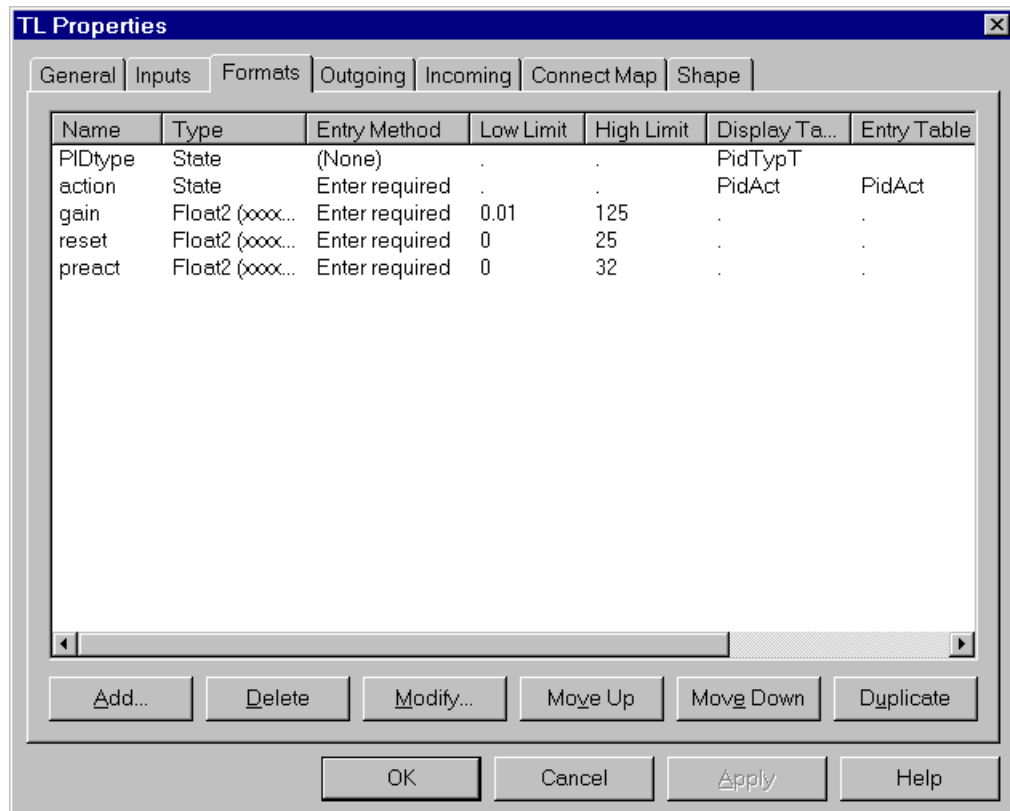 TL Properties
General Inputs Formats Outgoing Incoming Connect Map Shape
Name Type Entry Method Low Limit High Limit Display Ta... Entry Table
PIDtype State (None) . . PidTypT
action State Enter required . . PidAct PidAct
gain Float2 (xxxx... Enter required 0.01 125 . .
reset Float2 (xxxx... Enter required 0 25 . .
preact Float2 (xxxx... Enter required 0 32 . .
Add... Delete Modify... Move Up Move Down Duplicate
OK Cancel Apply Help